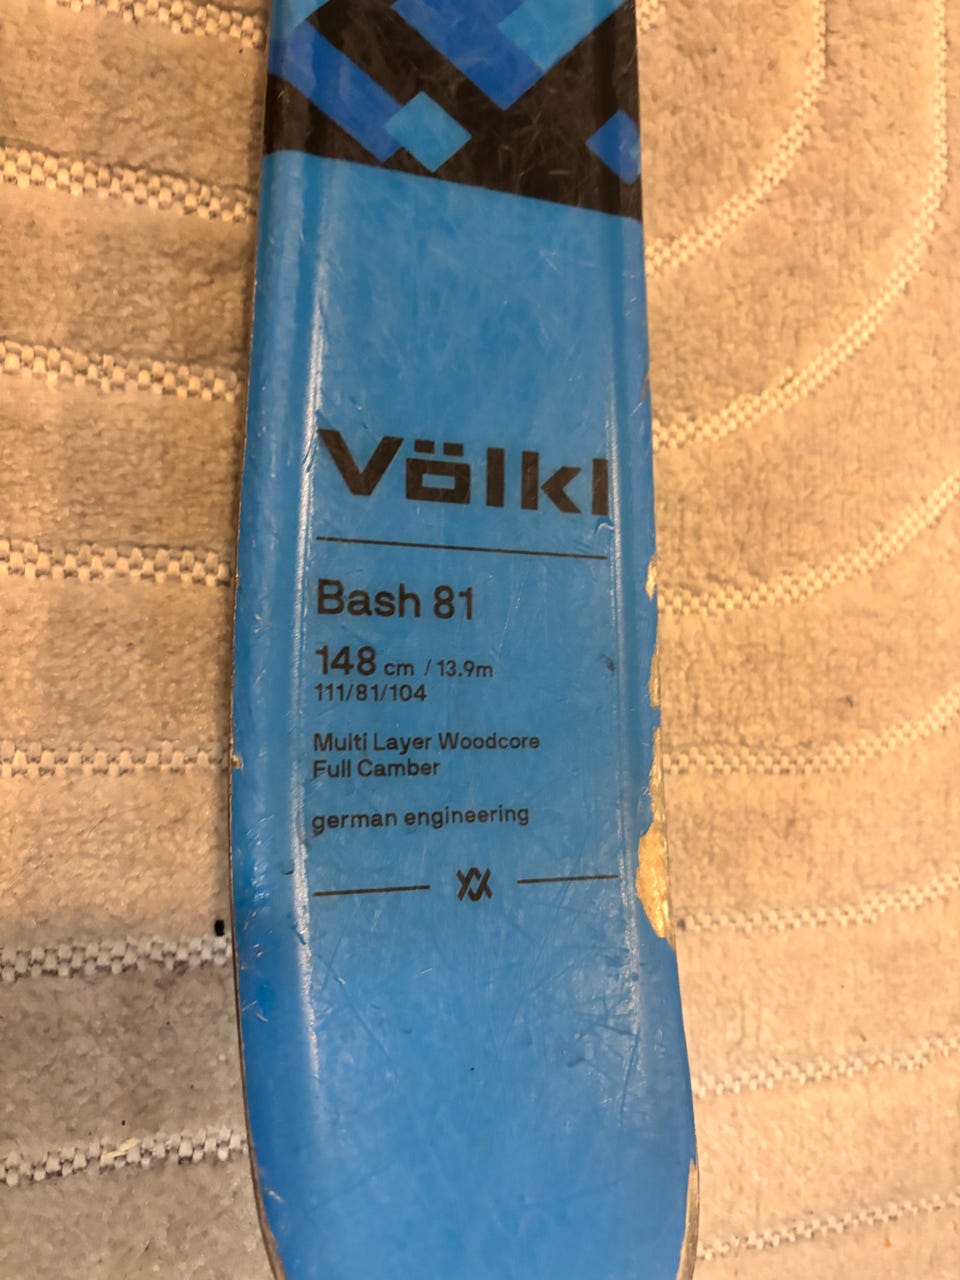 Völkl
Bash 81
148 cm / 13.9m
111/81/104
Multi Layer Woodcore
Full Camber
german engineering